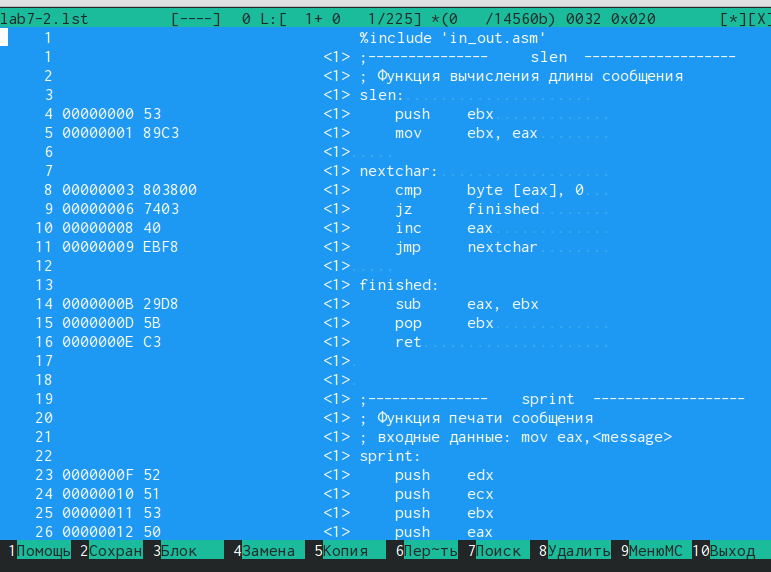 lab7-2.lst [----] 0 L:[ 1+ 0 1/225] *(0 /14560b) 0032 0x020 [*][X]
1 %include 'in_out.asm'
1 <1> ;--------------- slen -------------------
2 <1> ; Функция вычисления длины сообщения
3 <1> slen:.....................
4 00000000 53 <1> push ebx.............
5 00000001 89C3 <1> mov ebx, eax........
6 <1>.....
7 <1> nextchar:...................
8 00000003 803800 <1> cmp byte [eax], 0...
9 00000006 7403 <1> jz finished........
10 00000008 40 <1> inc eax.............
11 00000009 EBF8 <1> jmp nextchar........
12 <1>.....
13 <1> finished:
14 0000000B 29D8 <1> sub eax, ebx
15 0000000D 5B <1> pop ebx.............
16 0000000E C3 <1> ret.....................
17 <1>.
18 <1>.
19 <1> ;--------------- sprint -------------------
20 <1> ; Функция печати сообщения
21 <1> ; входные данные: mov eax,<message>
22 <1> sprint:
23 0000000F 52 <1> push edx
24 00000010 51 <1> push ecx
25 00000011 53 <1> push ebx
26 00000012 50 <1> push eax
1Помощь 2Сохран 3Блок 4Замена 5Копия 6Пер~ть 7Поиск 8Удалить 9МенюМС 10Выход